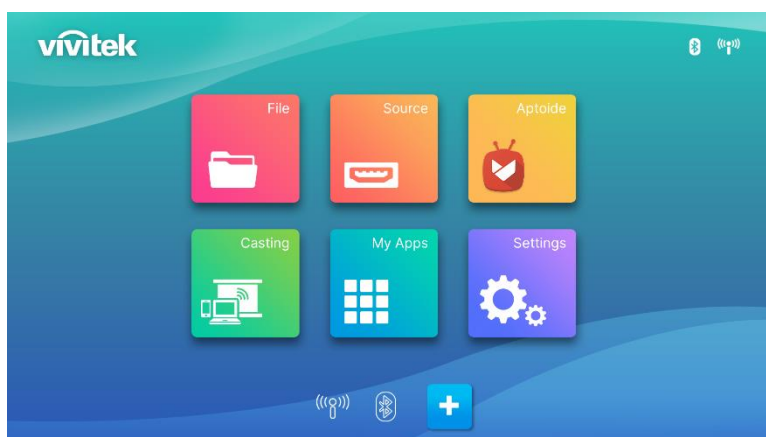 vivitek
File
Source
Aptoide
Casting
My Apps
Settings